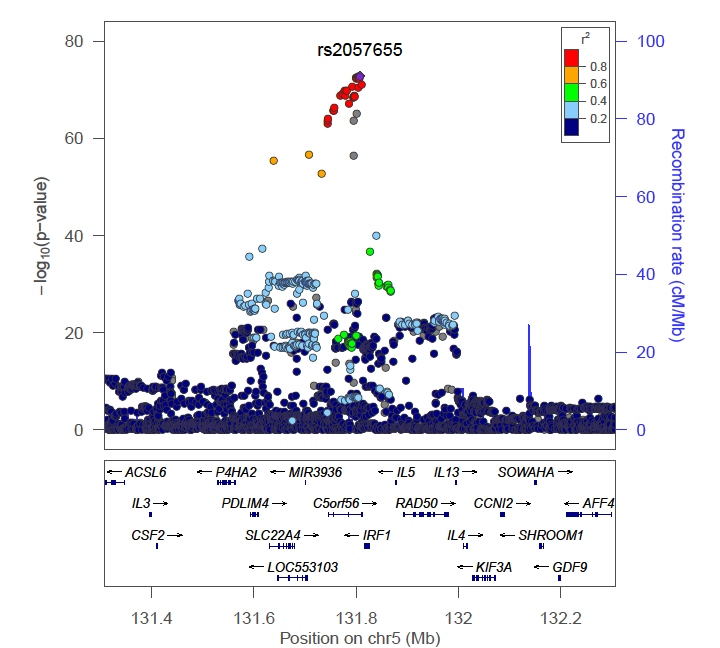 rs2057655
r²
0.8
0.6
0.4
0.2
80
60
40
20
0
−log10(p−value)
100
80
60
40
20
0
Recombination rate (cM/Mb)
ACSL6
P4HA2
MIR3936
IL5
IL13
SOWAHA
IL3
PDLIM4
C5orf56
RAD50
CCNI2
AFF4
CSF2
SLC22A4
IRF1
IL4
SHROOM1
LOC553103
KIF3A
GDF9
131.4
131.6
131.8
132
132.2
Position on chr5 (Mb)